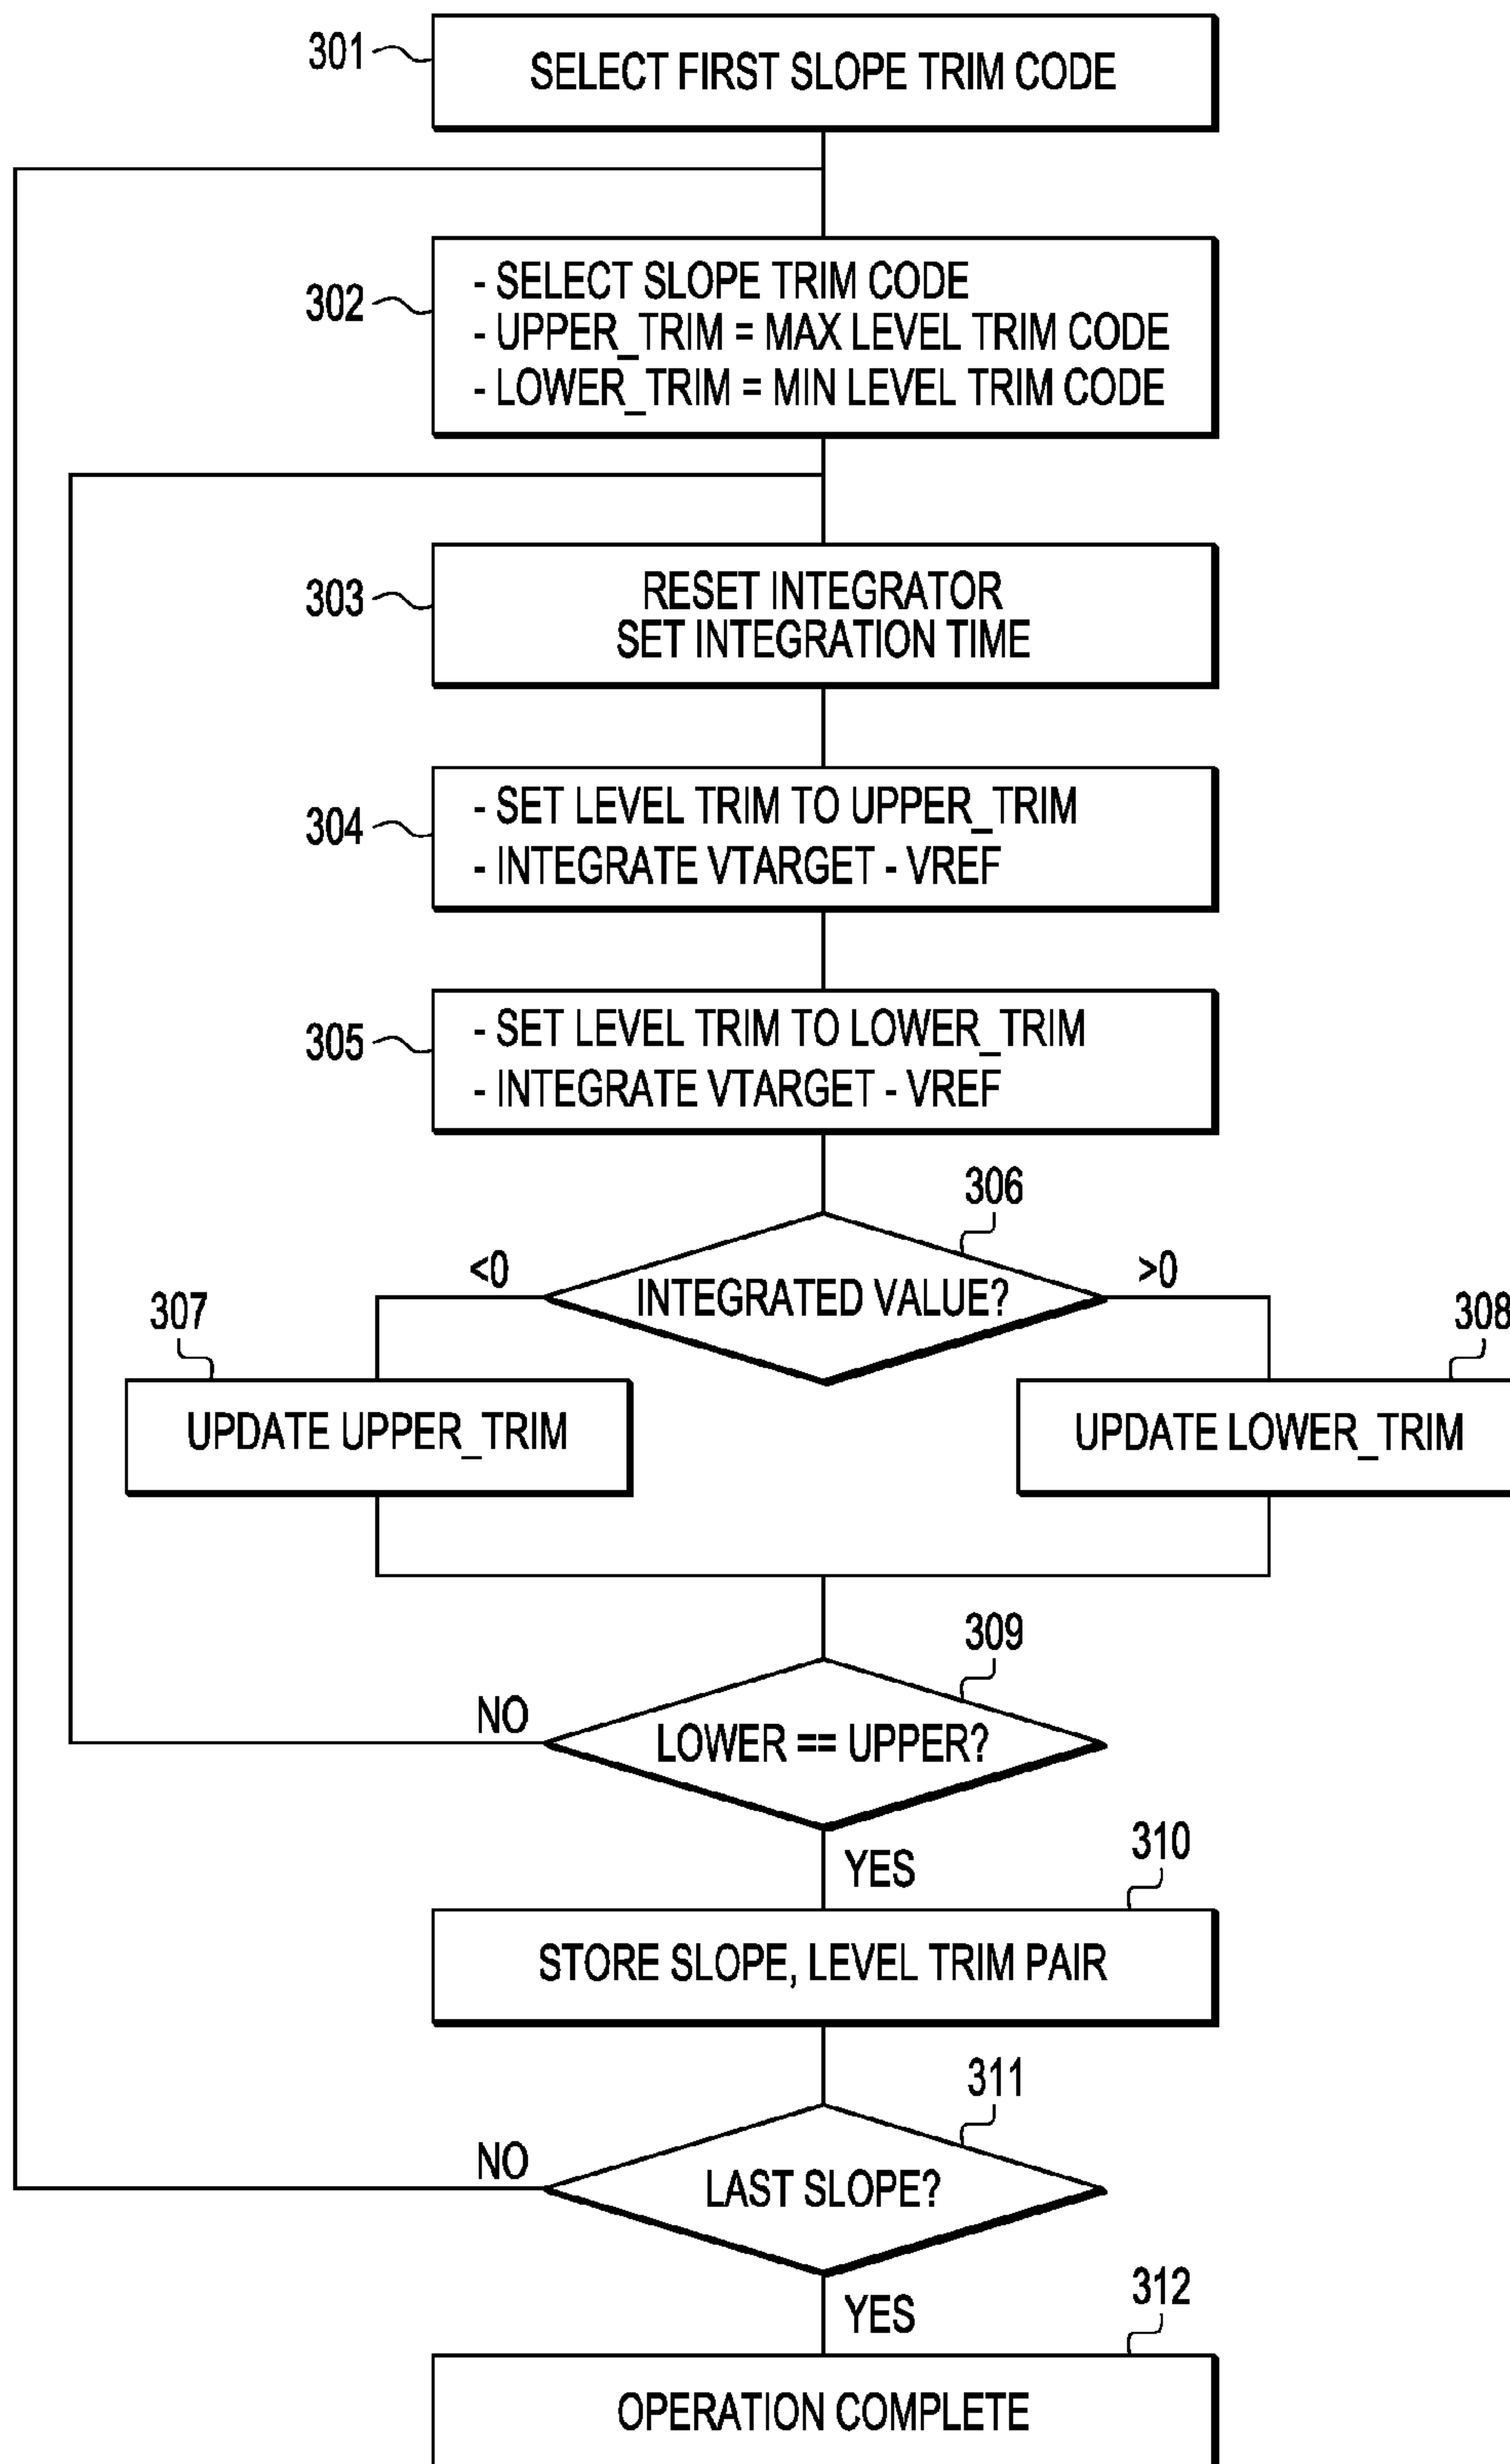 301
SELECT FIRST SLOPE TRIM CODE
302
- SELECT SLOPE TRIM CODE
- UPPER_TRIM = MAX LEVEL TRIM CODE
- LOWER_TRIM = MIN LEVEL TRIM CODE
303
RESET INTEGRATOR
SET INTEGRATION TIME
304
- SET LEVEL TRIM TO UPPER_TRIM
- INTEGRATE VTARGET - VREF
305
- SET LEVEL TRIM TO LOWER_TRIM
- INTEGRATE VTARGET - VREF
306
<0
INTEGRATED VALUE?
>0
307
UPDATE UPPER_TRIM
308
UPDATE LOWER_TRIM
309
NO
LOWER == UPPER?
YES
310
STORE SLOPE, LEVEL TRIM PAIR
311
NO
LAST SLOPE?
YES
312
OPERATION COMPLETE